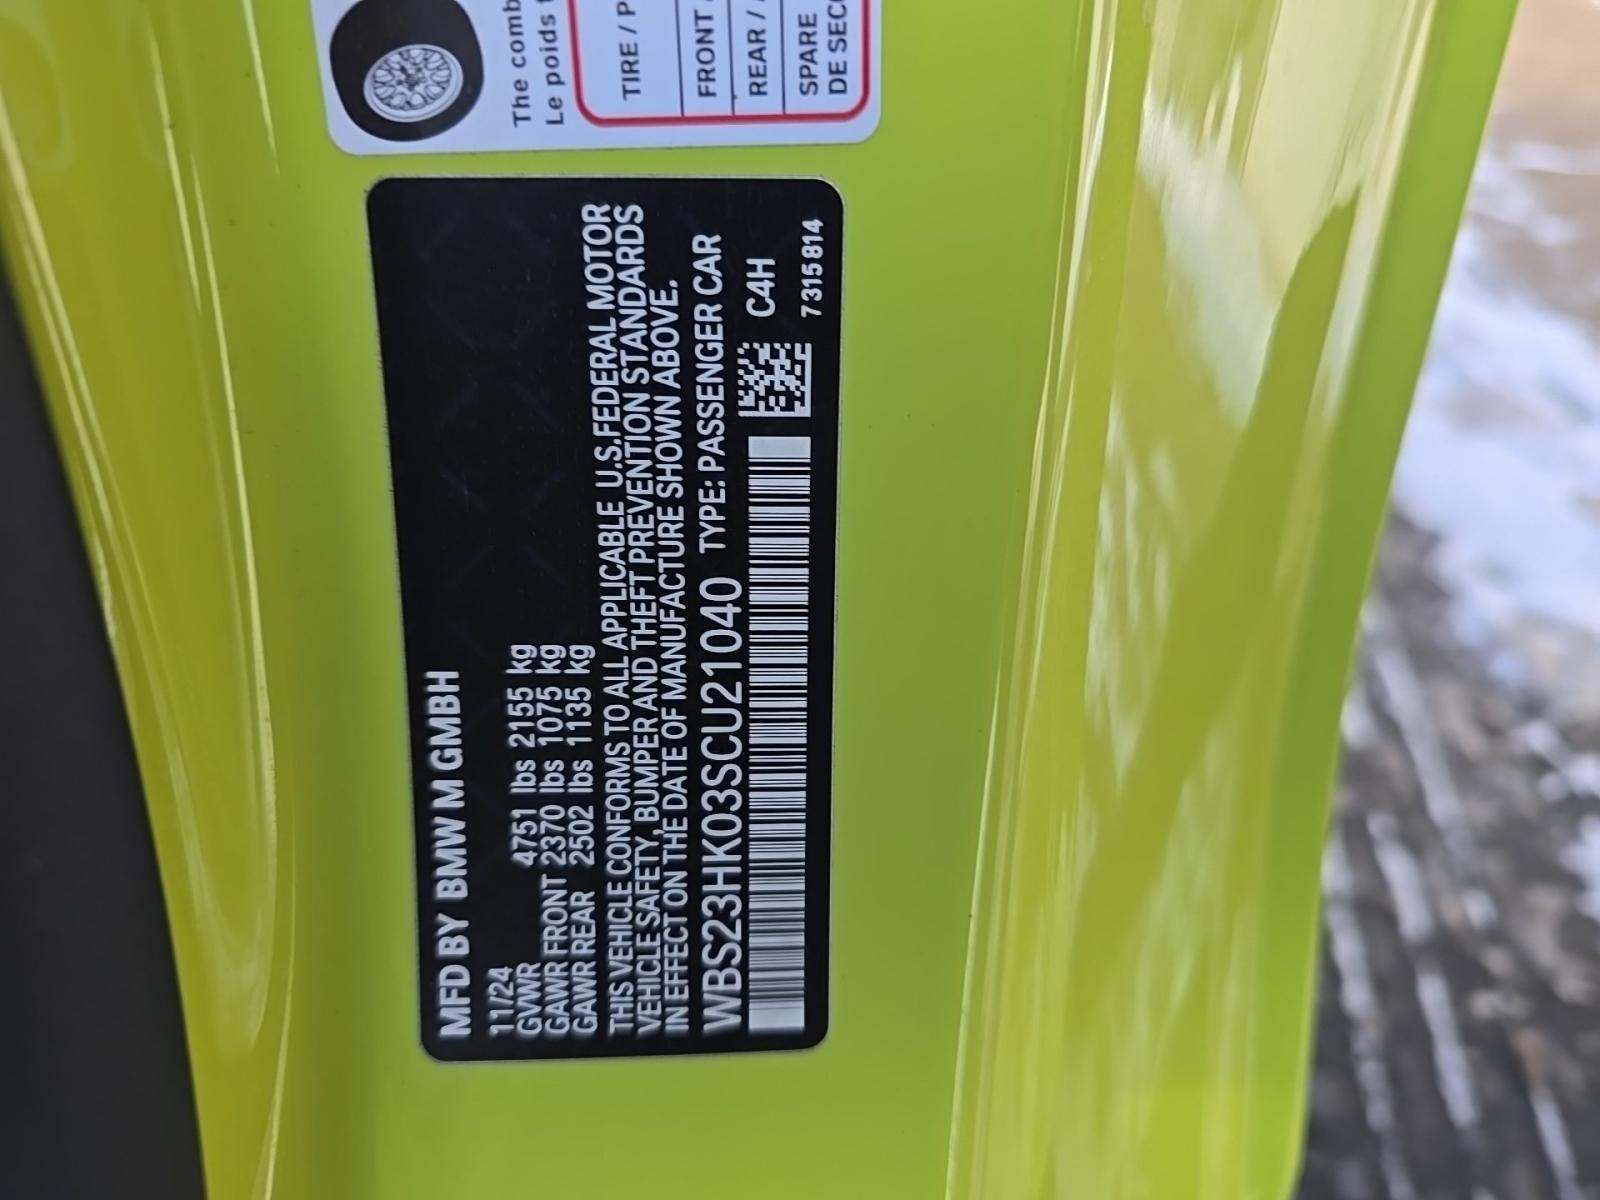 The comb
Le poids
TIRE / P
FRONT
REAR /
SPARE
DE SECO
MFD BY BMW M GMBH
11/24
GVWR 4751 lbs 2155 kg
GAWR FRONT 2370 lbs 1075 kg
GAWR REAR 2502 lbs 1135 kg
THIS VEHICLE CONFORMS TO ALL APPLICABLE U.S.FEDERAL MOTOR
VEHICLE SAFETY, BUMPER AND THEFT PREVENTION STANDARDS
IN EFFECT ON THE DATE OF MANUFACTURE SHOWN ABOVE.
WBS23HK03SCU21040 TYPE: PASSENGER CAR
C4H
7315814